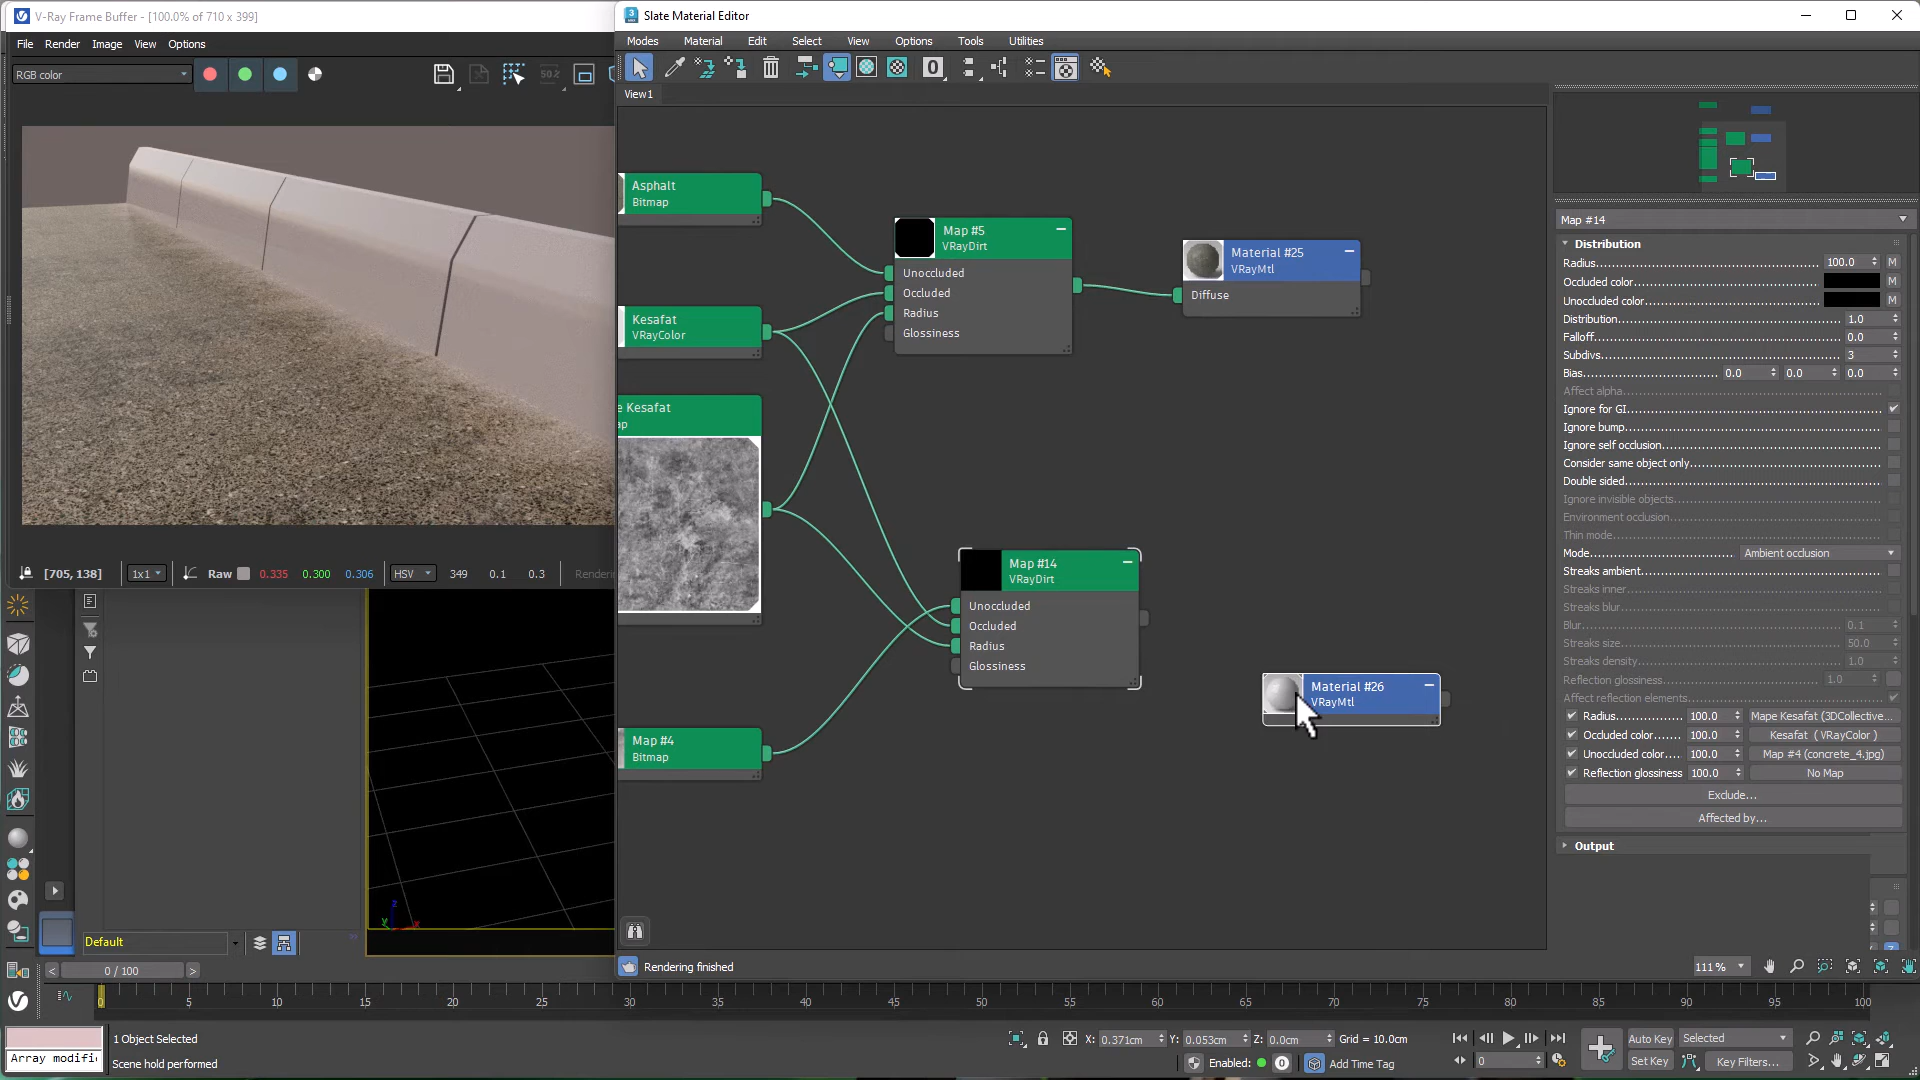 V-Ray Frame Buffer - [100.0% of 710 x 399]
File Render Image View Options
RGB color
[705, 138]
1x1
Raw 0.335 0.300 0.306
HSV
349 0.1 0.3
Slate Material Editor
Modes Material Edit Select View Options Tools Utilities
0
View1
Asphalt
Bitmap
Kesafat
VRayColor
e Kesafat
ap
Map #4
Bitmap
Map #5
VRayDirt
Unoccluded
Occluded
Radius
Glossiness
Material #25
VRayMtl
Diffuse
Map #14
VRayDirt
Unoccluded
Occluded
Radius
Glossiness
Material #26
VRayMtl
Map #14
Distribution
Radius 100.0 M
Occluded color M
Unoccluded color M
Distribution 1.0
Falloff 0.0
Subdivs 3
Bias 0.0 0.0 0.0
Affect alpha
Ignore for GI
Ignore bump
Ignore self occlusion
Consider same object only
Double sided
Ignore invisible objects
Environment occlusion
Thin mode
Mode Ambient occlusion
Streaks ambient
Streaks inner
Streaks blur
Blur 0.1
Streaks size 50.0
Streaks density 1.0
Reflection glossiness 1.0
Affect reflection elements
Radius 100.0 Mape Kesafat (3DCollective...
Occluded color 100.0 Kesafat ( VRayColor )
Unoccluded color 100.0 Map #4 (concrete_4.jpg)
Reflection glossiness 100.0 No Map
Exclude...
Affected by...
Output
Rendering finished
111%
Default
0 / 100
0 5 10 15 20 25 30 35 40 45 50 55 60 65 70 75 80 85 90 95 100
1 Object Selected
Scene hold performed
Array modifi
X: 0.371cm Y: 0.053cm Z: 0.0cm Grid = 10.0cm
Enabled: 0 Add Time Tag
Auto Key Selected
Set Key Key Filters...
0